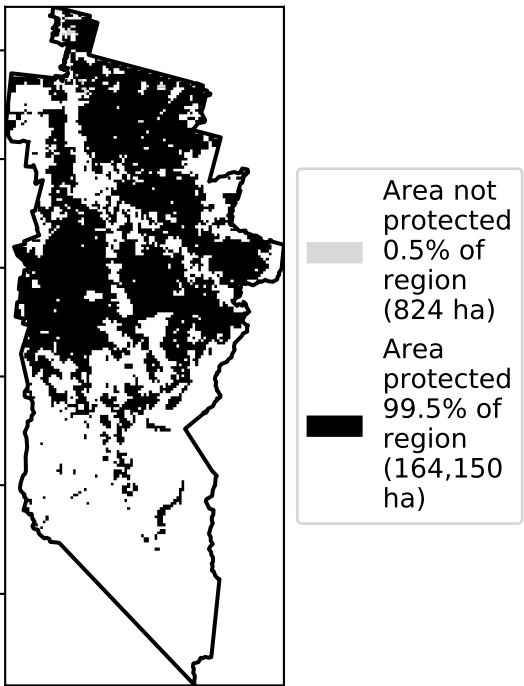 Area not
protected
0.5% of
region
(824 ha)
Area
protected
99.5% of
region
(164,150
ha)